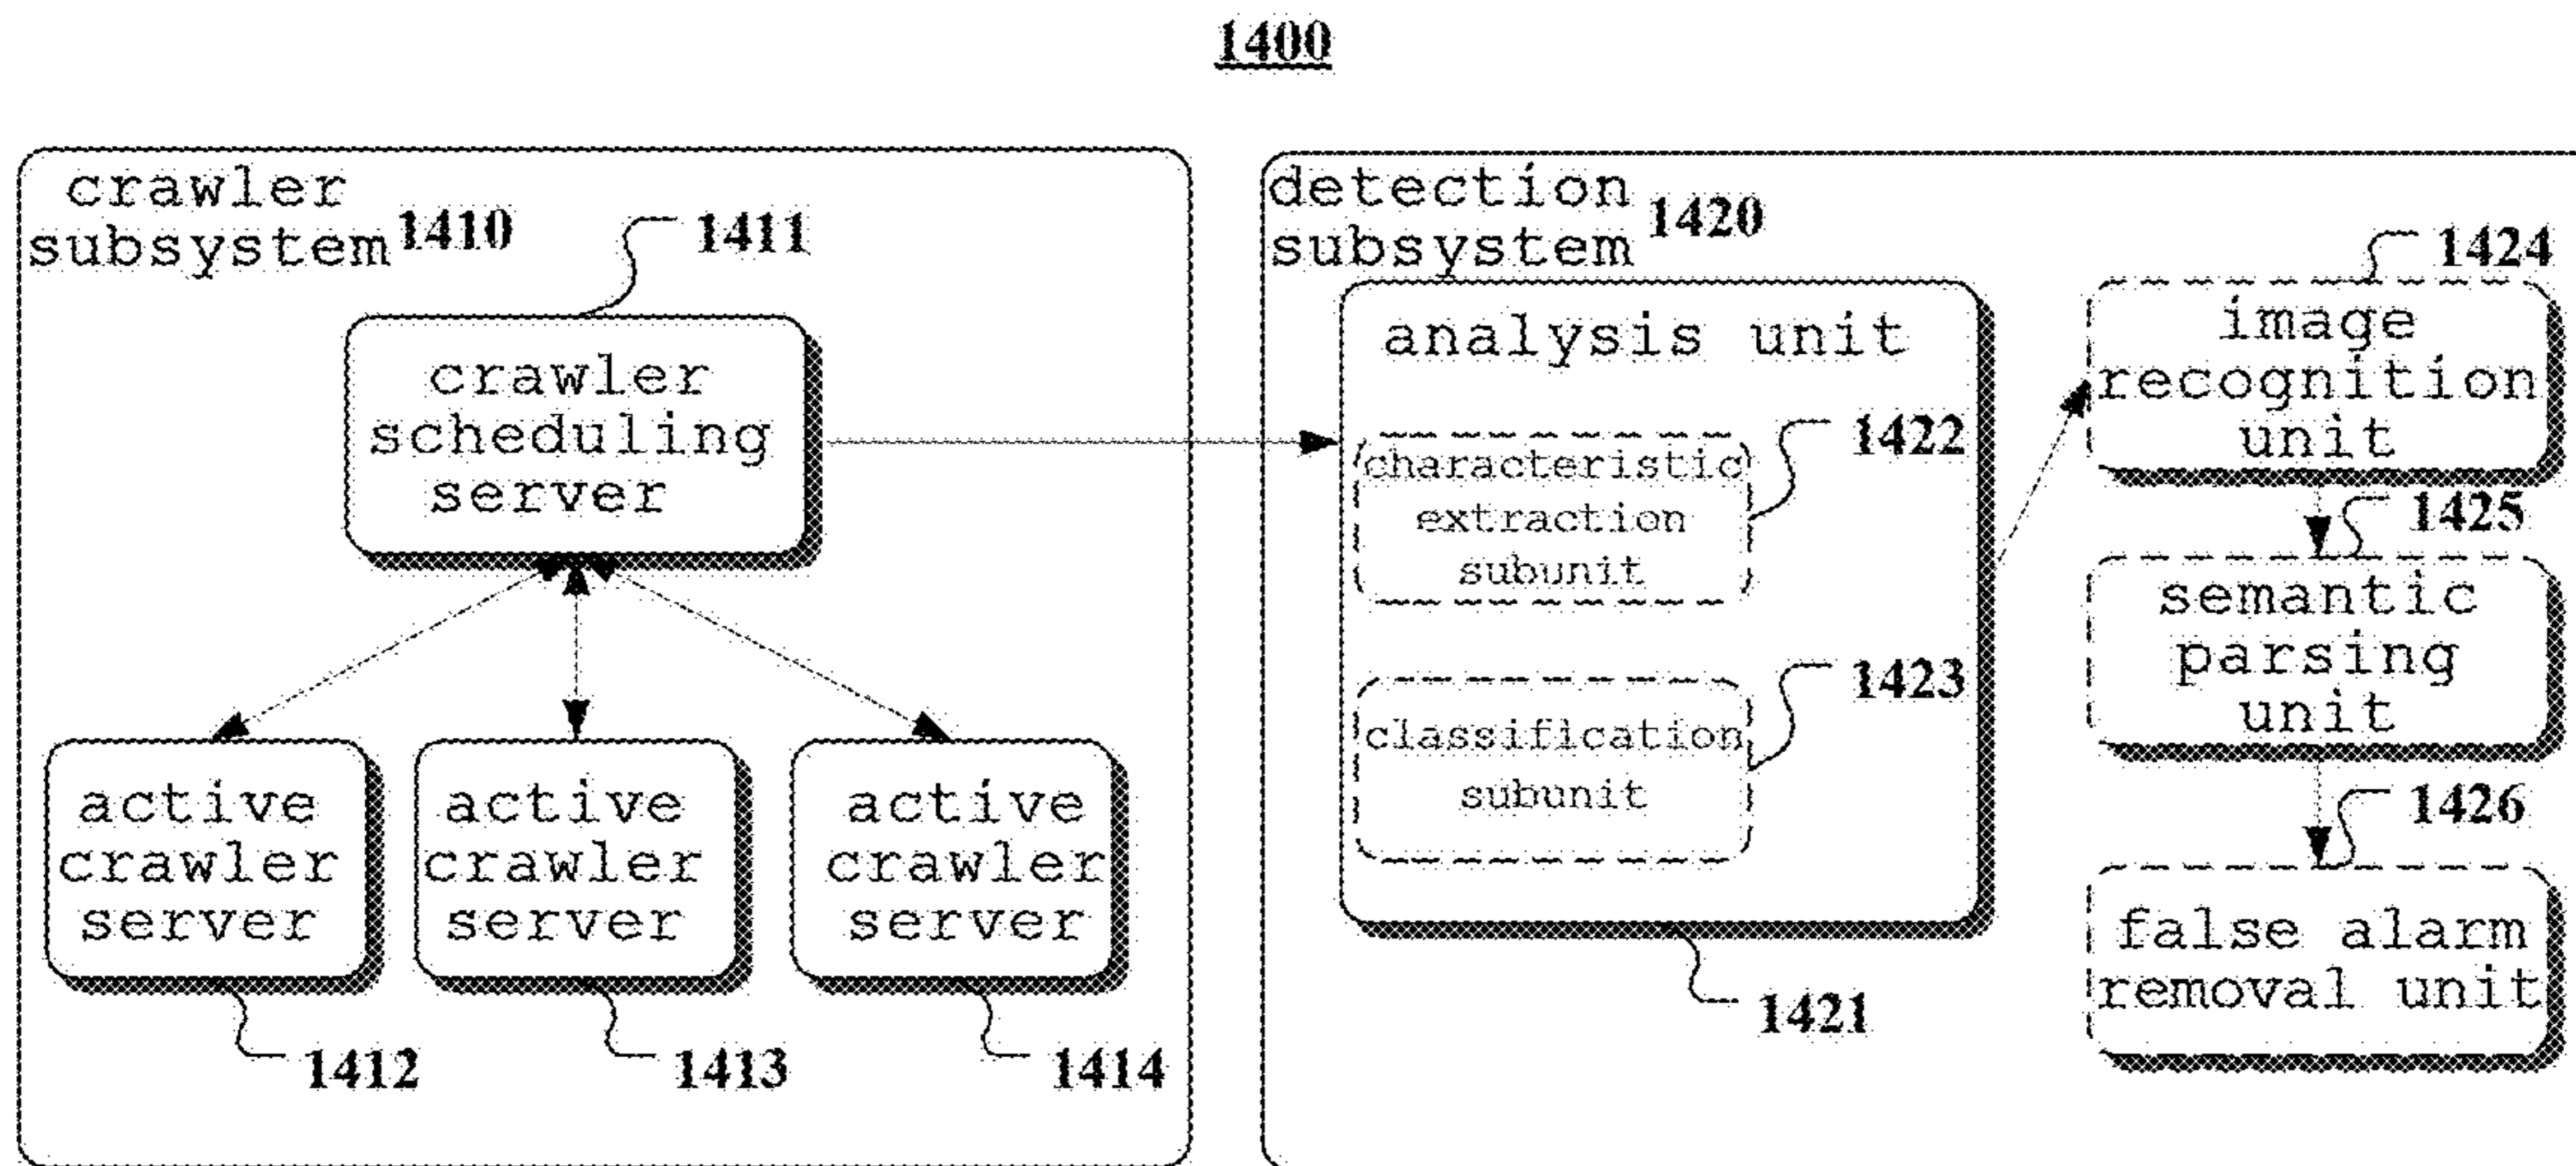 1400
crawler
subsystem 1410
1411
crawler
scheduling
server
active
crawler
server
1412
active
crawler
server
1413
active
crawler
server
1414
detection
subsystem 1420
analysis unit
characteristic
extraction
subunit
1422
classification
subunit
1423
1421
1424
image
recognition
unit
1425
semantic
parsing
unit
1426
false alarm
removal unit